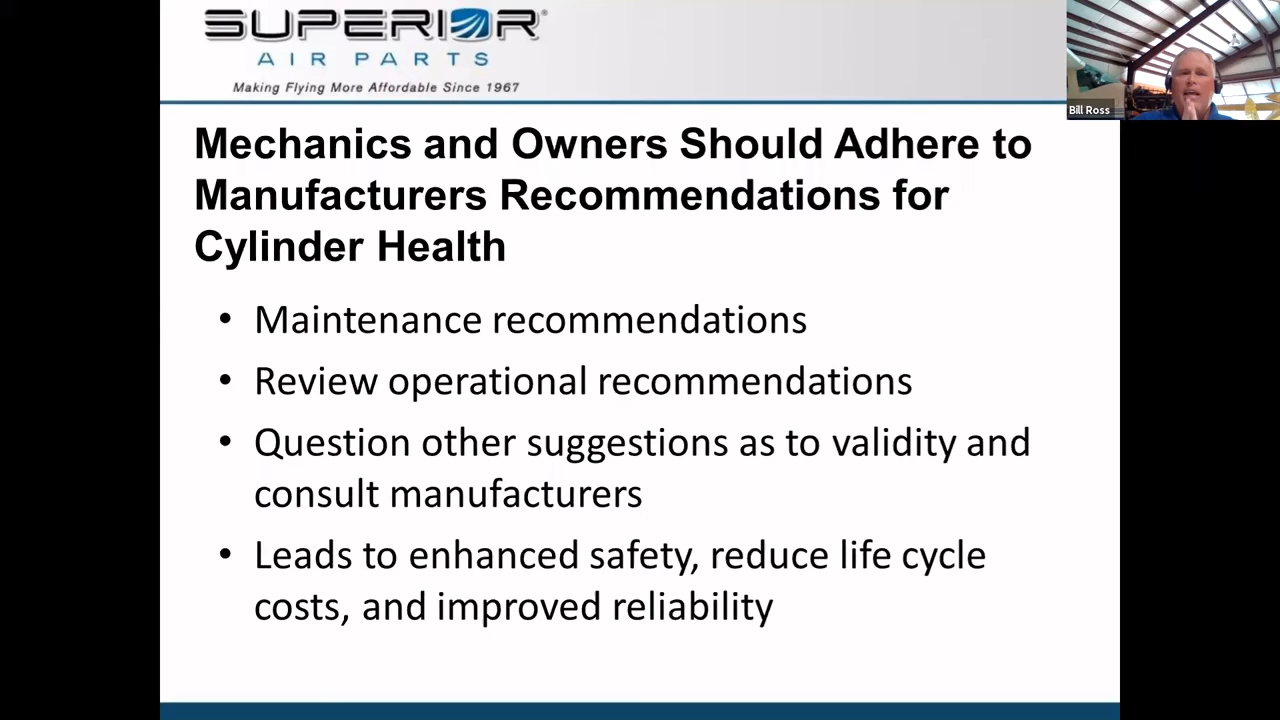 SUPERIOR®
AIR PARTS
Making Flying More Affordable Since 1967
Bill Ross
Mechanics and Owners Should Adhere to
Manufacturers Recommendations for
Cylinder Health
• Maintenance recommendations
• Review operational recommendations
• Question other suggestions as to validity and
consult manufacturers
• Leads to enhanced safety, reduce life cycle
costs, and improved reliability